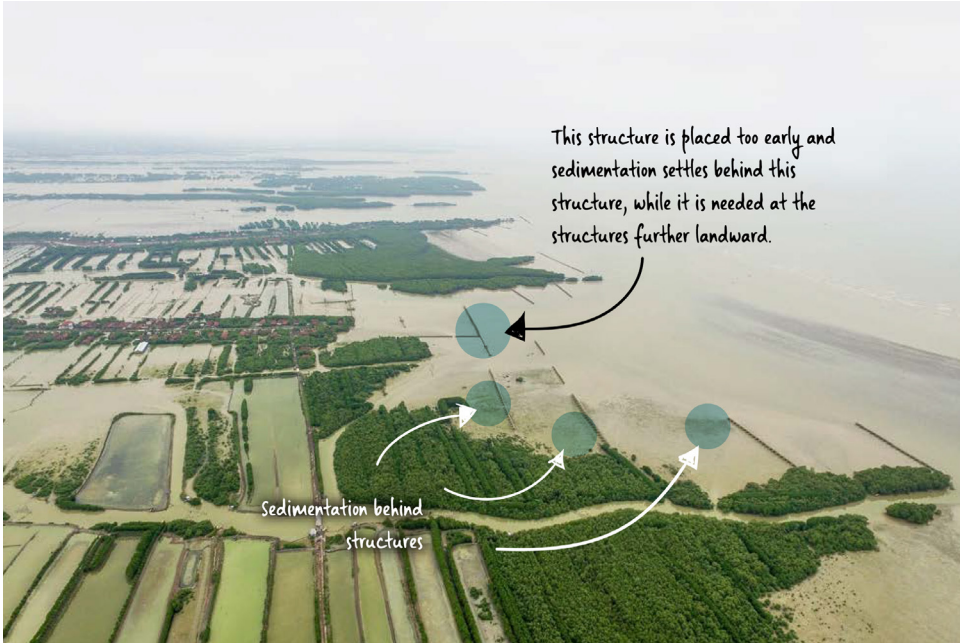 This structure is placed too early and
sedimentation settles behind this
structure, while it is needed at the
structures further landward.
Sedimentation behind
structures